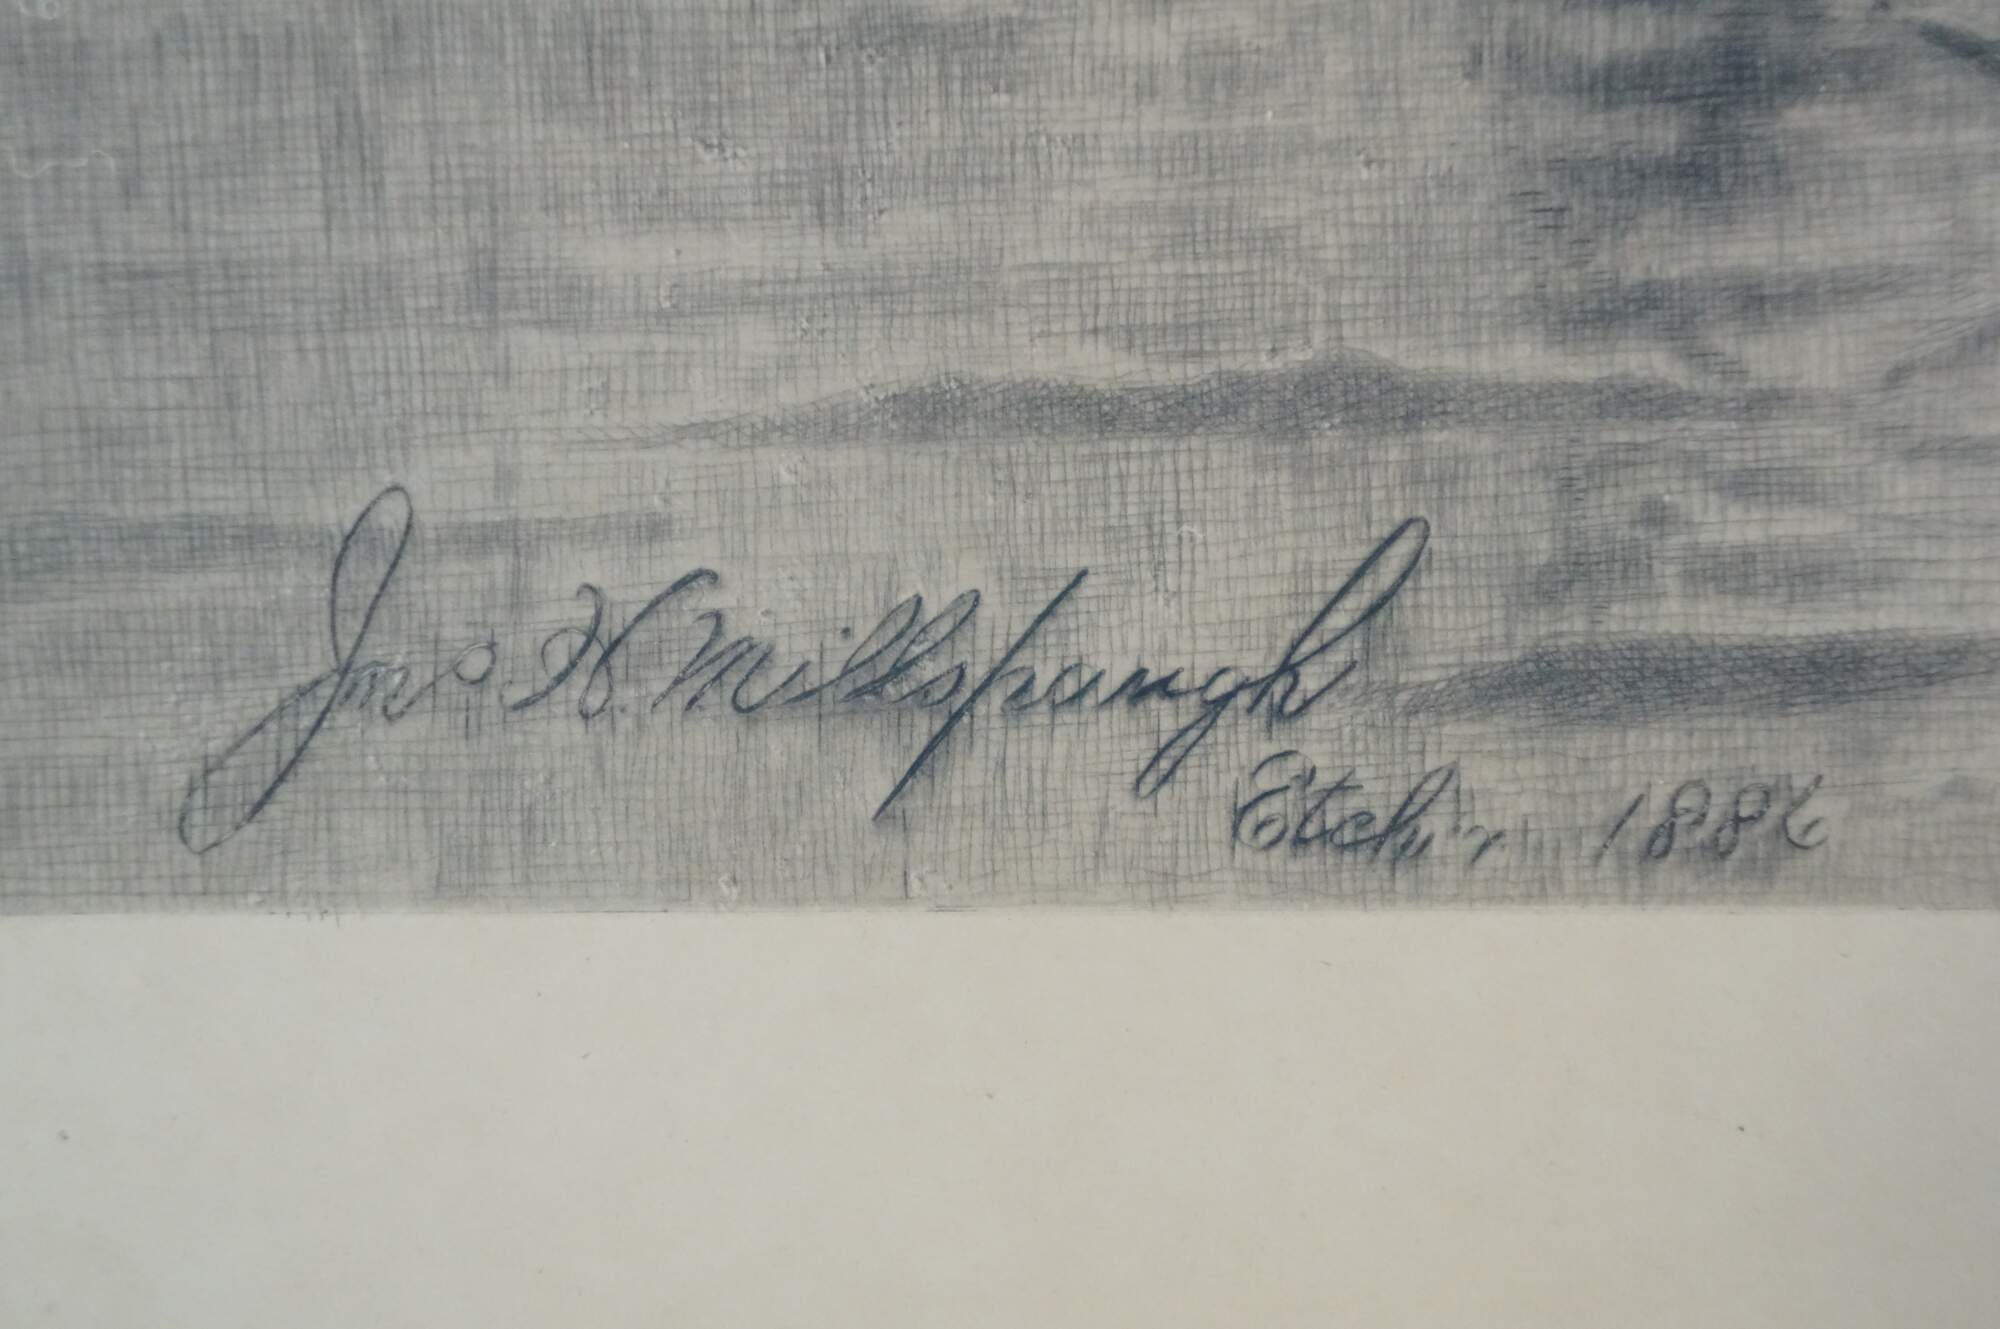 Jno. H. Millspaugh
Etch'r 1886